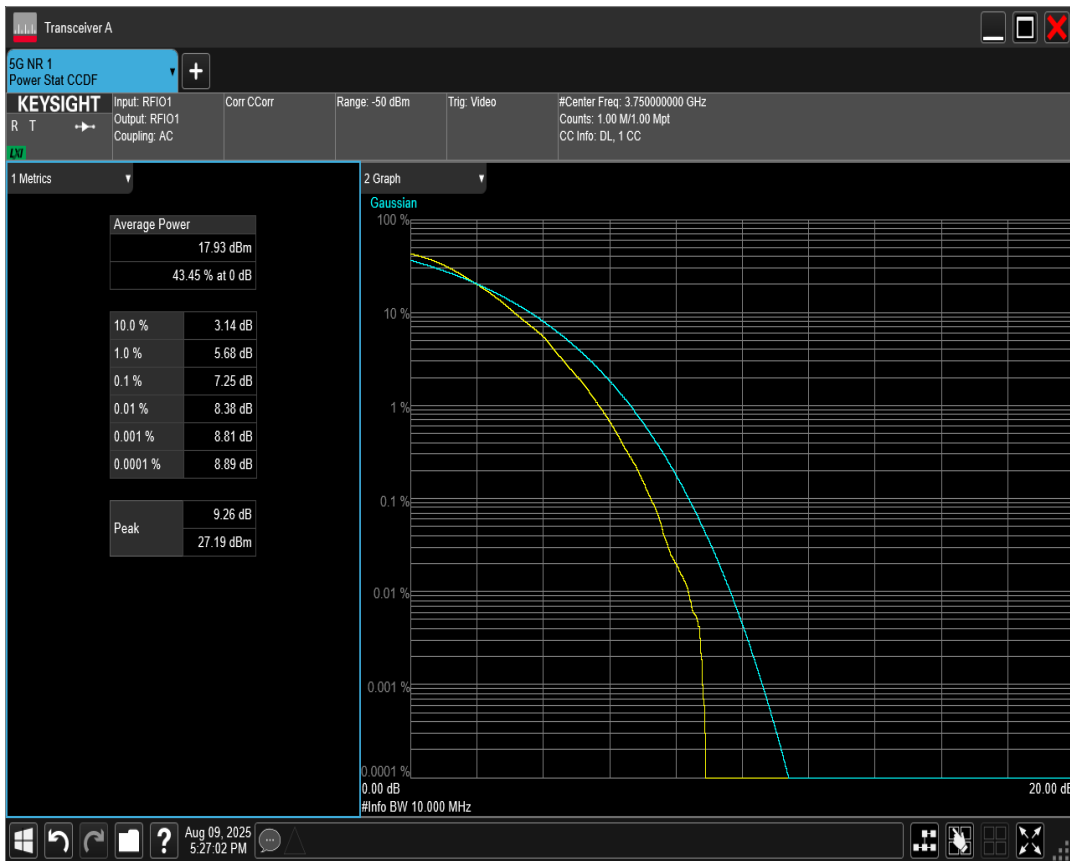 Transceiver A
5G NR 1
Power Stat CCDF
+
KEYSIGHT
R T
LXI
Input: RFIO1
Output: RFIO1
Coupling: AC
Corr CCorr
Range: -50 dBm
Trig: Video
#Center Freq: 3.750000000 GHz
Counts: 1.00 M/1.00 Mpt
CC Info: DL, 1 CC
1 Metrics
Average Power
17.93 dBm
43.45 % at 0 dB
10.0 % 3.14 dB
1.0 % 5.68 dB
0.1 % 7.25 dB
0.01 % 8.38 dB
0.001 % 8.81 dB
0.0001 % 8.89 dB
Peak
9.26 dB
27.19 dBm
2 Graph
Gaussian
100 %
10 %
1 %
0.1 %
0.01 %
0.001 %
0.0001 %
0.00 dB
20.00 dB
#Info BW 10.000 MHz
?
Aug 09, 2025
5:27:02 PM